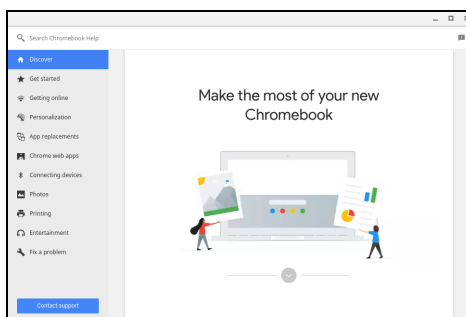 Search Chromebook Help
Discover
Get started
Getting online
Personalization
App replacements
Chrome web apps
Connecting devices
Photos
Printing
Entertainment
Fix a problem
Contact support
Make the most of your new
Chromebook